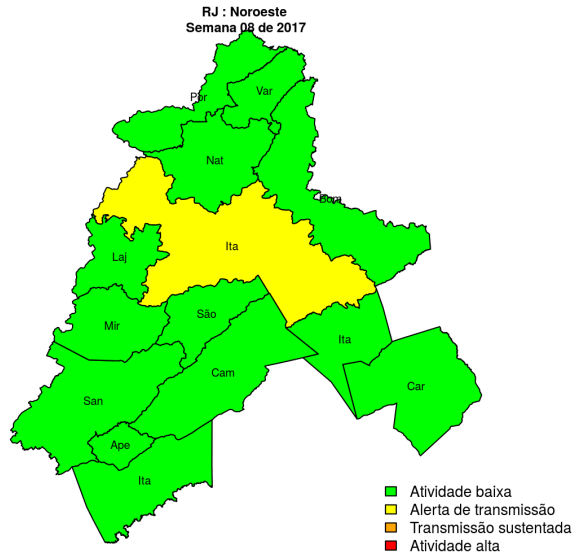 RJ : Noroeste
Semana 08 de 2017
Por
Var
Nat
Bom
Ita
Laj
São
Mir
Ita
Cam
Car
San
Ape
Ita
Atividade baixa
Alerta de transmissão
Transmissão sustentada
Atividade alta